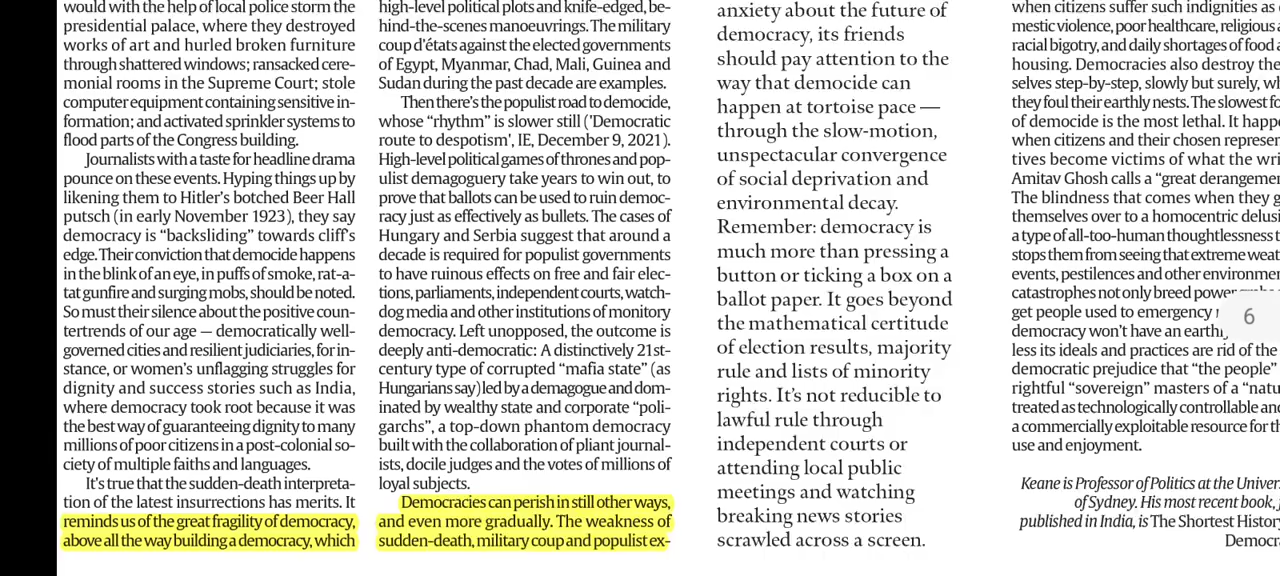 would with the help of local police storm the
presidential palace, where they destroyed
works of art and hurled broken furniture
through shattered windows; ransacked cere-
monial rooms in the Supreme Court; stole
computer equipment containing sensitive in-
formation; and activated sprinkler systems to
flood parts of the Congress building.
Journalists with a taste for headline drama
pounce on these events. Hyping things up by
likening them to Hitler's botched Beer Hall
putsch (in early November 1923), they say
democracy is “backsliding” towards cliff's
edge. Their conviction that democide happens
in the blink of an eye, in puffs of smoke, rat-a-
tat gunfire and surging mobs, should be noted.
So must their silence about the positive coun-
tertrends of our age — democratically well-
governed cities and resilient judiciaries, for in-
stance, or women's unflagging struggles for
dignity and success stories such as India,
where democracy took root because it was
the best way of guaranteeing dignity to many
millions of poor citizens in a post-colonial so-
ciety of multiple faiths and languages.
It's true that the sudden-death interpreta-
tion of the latest insurrections has merits. It
reminds us of the great fragility of democracy,
above all the way building a democracy, which
high-level political plots and knife-edged, be-
hind-the-scenes manoeuvrings. The military
coup d'états against the elected governments
of Egypt, Myanmar, Chad, Mali, Guinea and
Sudan during the past decade are examples.
Then there's the populist road to democide,
whose “rhythm” is slower still ('Democratic
route to despotism', IE, December 9, 2021).
High-level political games of thrones and pop-
ulist demagoguery take years to win out, to
prove that ballots can be used to ruin democ-
racy just as effectively as bullets. The cases of
Hungary and Serbia suggest that around a
decade is required for populist governments
to have ruinous effects on free and fair elec-
tions, parliaments, independent courts, watch-
dog media and other institutions of monitory
democracy. Left unopposed, the outcome is
deeply anti-democratic: A distinctively 21st-
century type of corrupted “mafia state” (as
Hungarians say) led by a demagogue and dom-
inated by wealthy state and corporate “poli-
garchs”, a top-down phantom democracy
built with the collaboration of pliant journal-
ists, docile judges and the votes of millions of
loyal subjects.
Democracies can perish in still other ways,
and even more gradually. The weakness of
sudden-death, military coup and populist ex-
anxiety about the future of
democracy, its friends
should pay attention to the
way that democide can
happen at tortoise pace —
through the slow-motion,
unspectacular convergence
of social deprivation and
environmental decay.
Remember: democracy is
much more than pressing a
button or ticking a box on a
ballot paper. It goes beyond
the mathematical certitude
of election results, majority
rule and lists of minority
rights. It's not reducible to
lawful rule through
independent courts or
attending local public
meetings and watching
breaking news stories
scrawled across a screen.
when citizens suffer such indignities as
mestic violence, poor healthcare, religious
racial bigotry, and daily shortages of food
housing. Democracies also destroy the
selves step-by-step, slowly but surely,
they foul their earthly nests. The slowest
of democide is the most lethal. It happ
when citizens and their chosen represen
tives become victims of what the wri
Amitav Ghosh calls a “great derangemen
The blindness that comes when they g
themselves over to a homocentric delusi
a type of all-too-human thoughtlessness
stops them from seeing that extreme weat
events, pestilences and other environmen
catastrophes not only breed power
get people used to emergency
democracy won't have an earthl
less its ideals and practices are rid of the
democratic prejudice that “the people”
rightful “sovereign” masters of a “natu
treated as technologically controllable and
a commercially exploitable resource for th
use and enjoyment.
Keane is Professor of Politics at the Univer
of Sydney. His most recent book,
published in India, is The Shortest History
Democra
6